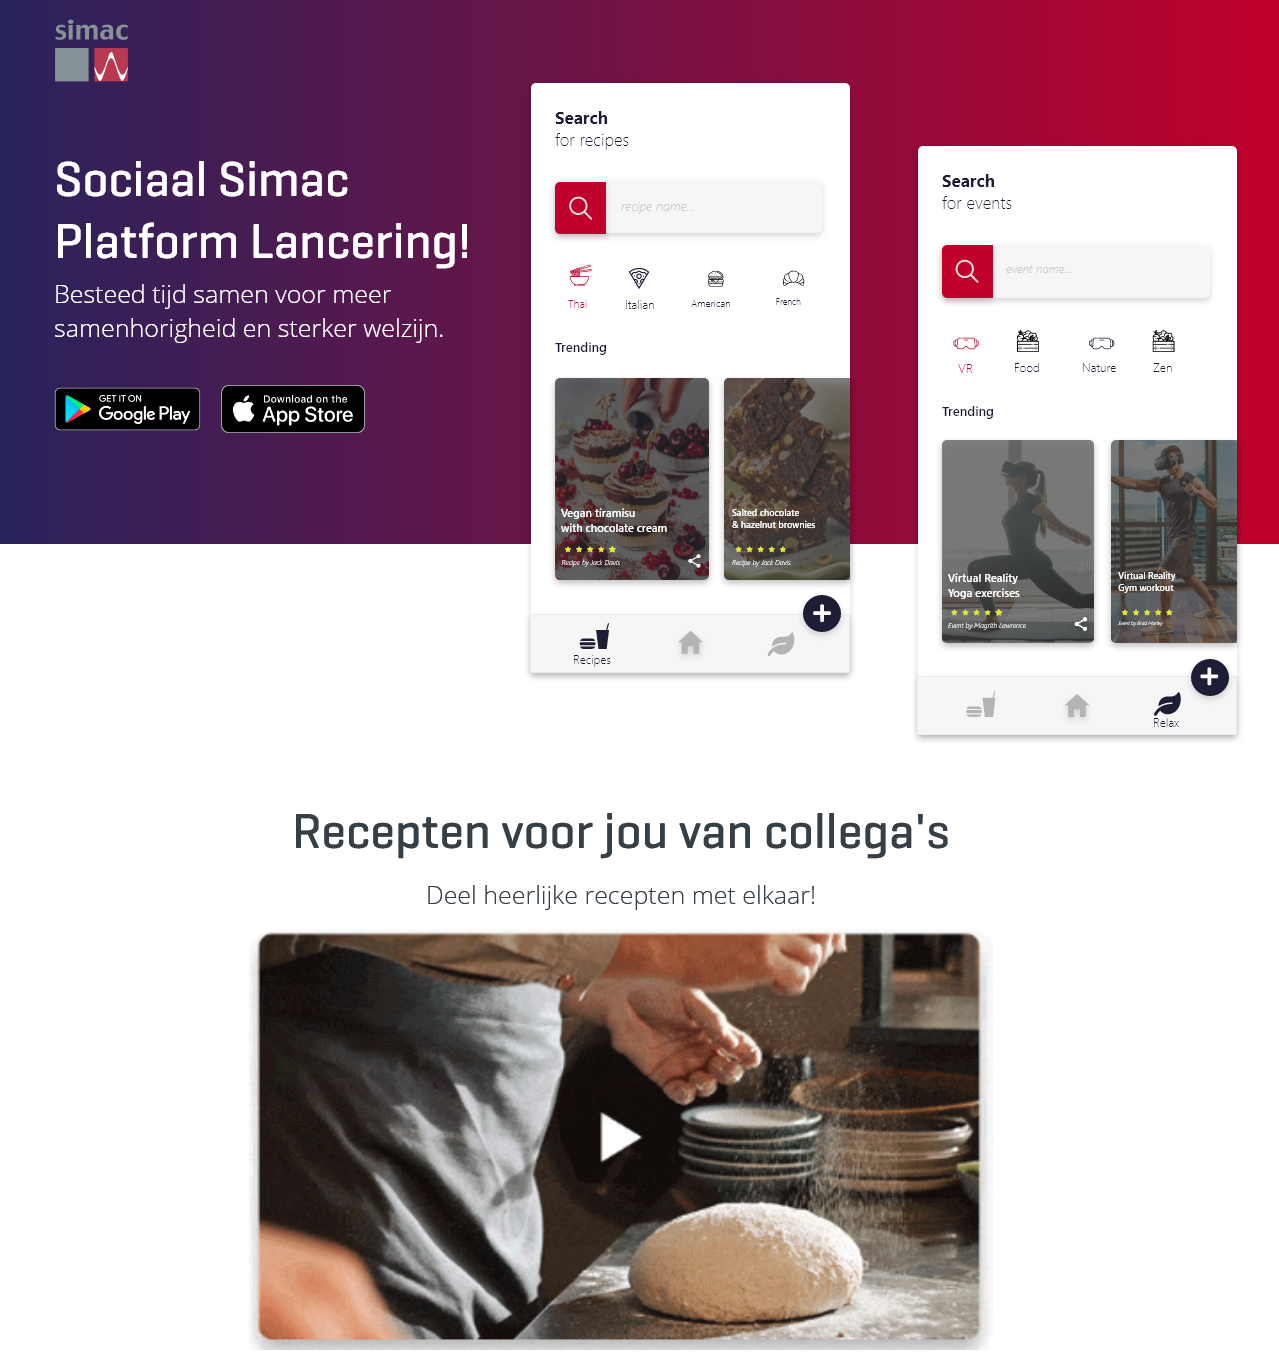 simac
Sociaal Simac
Platform Lancering!
Besteed tijd samen voor meer
samenhorigheid en sterker welzijn.
GET IT ON
Google Play
Download on the
App Store
Search
for recipes
recipe name...
Thai
Italian
American
French
Trending
Vegan tiramisu
with chocolate cream
Recipe by Jack Davis
Salted chocolate
& hazelnut brownies
Recipe by Jack Davis
Recipes
Search
for events
event name...
VR
Food
Nature
Zen
Trending
Virtual Reality
Yoga exercises
Event by Magrith Lawrence
Virtual Reality
Gym workout
Event by Brad Marley
Relax
Recepten voor jou van collega's
Deel heerlijke recepten met elkaar!